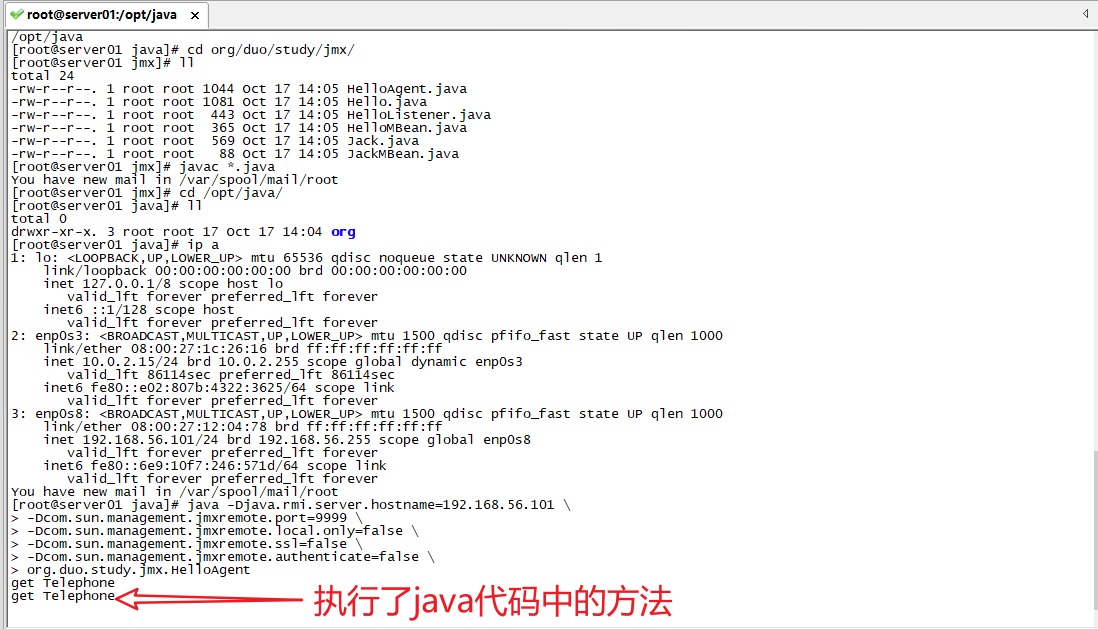 root@server01:/opt/java
/opt/java
[root@server01 java]# cd org/duo/study/jmx/
[root@server01 jmx]# ll
total 24
-rw-r--r--. 1 root root 1044 Oct 17 14:05 HelloAgent.java
-rw-r--r--. 1 root root 1081 Oct 17 14:05 Hello.java
-rw-r--r--. 1 root root  443 Oct 17 14:05 HelloListener.java
-rw-r--r--. 1 root root  365 Oct 17 14:05 HelloMBean.java
-rw-r--r--. 1 root root  569 Oct 17 14:05 Jack.java
-rw-r--r--. 1 root root   88 Oct 17 14:05 JackMBean.java
[root@server01 jmx]# javac *.java
You have new mail in /var/spool/mail/root
[root@server01 jmx]# cd /opt/java/
[root@server01 java]# ll
total 0
drwxr-xr-x. 3 root root 17 Oct 17 14:04 org
[root@server01 java]# ip a
1: lo: <LOOPBACK,UP,LOWER_UP> mtu 65536 qdisc noqueue state UNKNOWN qlen 1
    link/loopback 00:00:00:00:00:00 brd 00:00:00:00:00:00
    inet 127.0.0.1/8 scope host lo
       valid_lft forever preferred_lft forever
    inet6 ::1/128 scope host
       valid_lft forever preferred_lft forever
2: enp0s3: <BROADCAST,MULTICAST,UP,LOWER_UP> mtu 1500 qdisc pfifo_fast state UP qlen 1000
    link/ether 08:00:27:1c:26:16 brd ff:ff:ff:ff:ff:ff
    inet 10.0.2.15/24 brd 10.0.2.255 scope global dynamic enp0s3
       valid_lft 86114sec preferred_lft 86114sec
    inet6 fe80::e02:807b:4322:3625/64 scope link
       valid_lft forever preferred_lft forever
3: enp0s8: <BROADCAST,MULTICAST,UP,LOWER_UP> mtu 1500 qdisc pfifo_fast state UP qlen 1000
    link/ether 08:00:27:12:04:78 brd ff:ff:ff:ff:ff:ff
    inet 192.168.56.101/24 brd 192.168.56.255 scope global enp0s8
       valid_lft forever preferred_lft forever
    inet6 fe80::6e9:10f7:246:571d/64 scope link
       valid_lft forever preferred_lft forever
You have new mail in /var/spool/mail/root
[root@server01 java]# java -Djava.rmi.server.hostname=192.168.56.101 \
> -Dcom.sun.management.jmxremote.port=9999 \
> -Dcom.sun.management.jmxremote.local.only=false \
> -Dcom.sun.management.jmxremote.ssl=false \
> -Dcom.sun.management.jmxremote.authenticate=false \
> org.duo.study.jmx.HelloAgent
get Telephone
get Telephone
执行了java代码中的方法